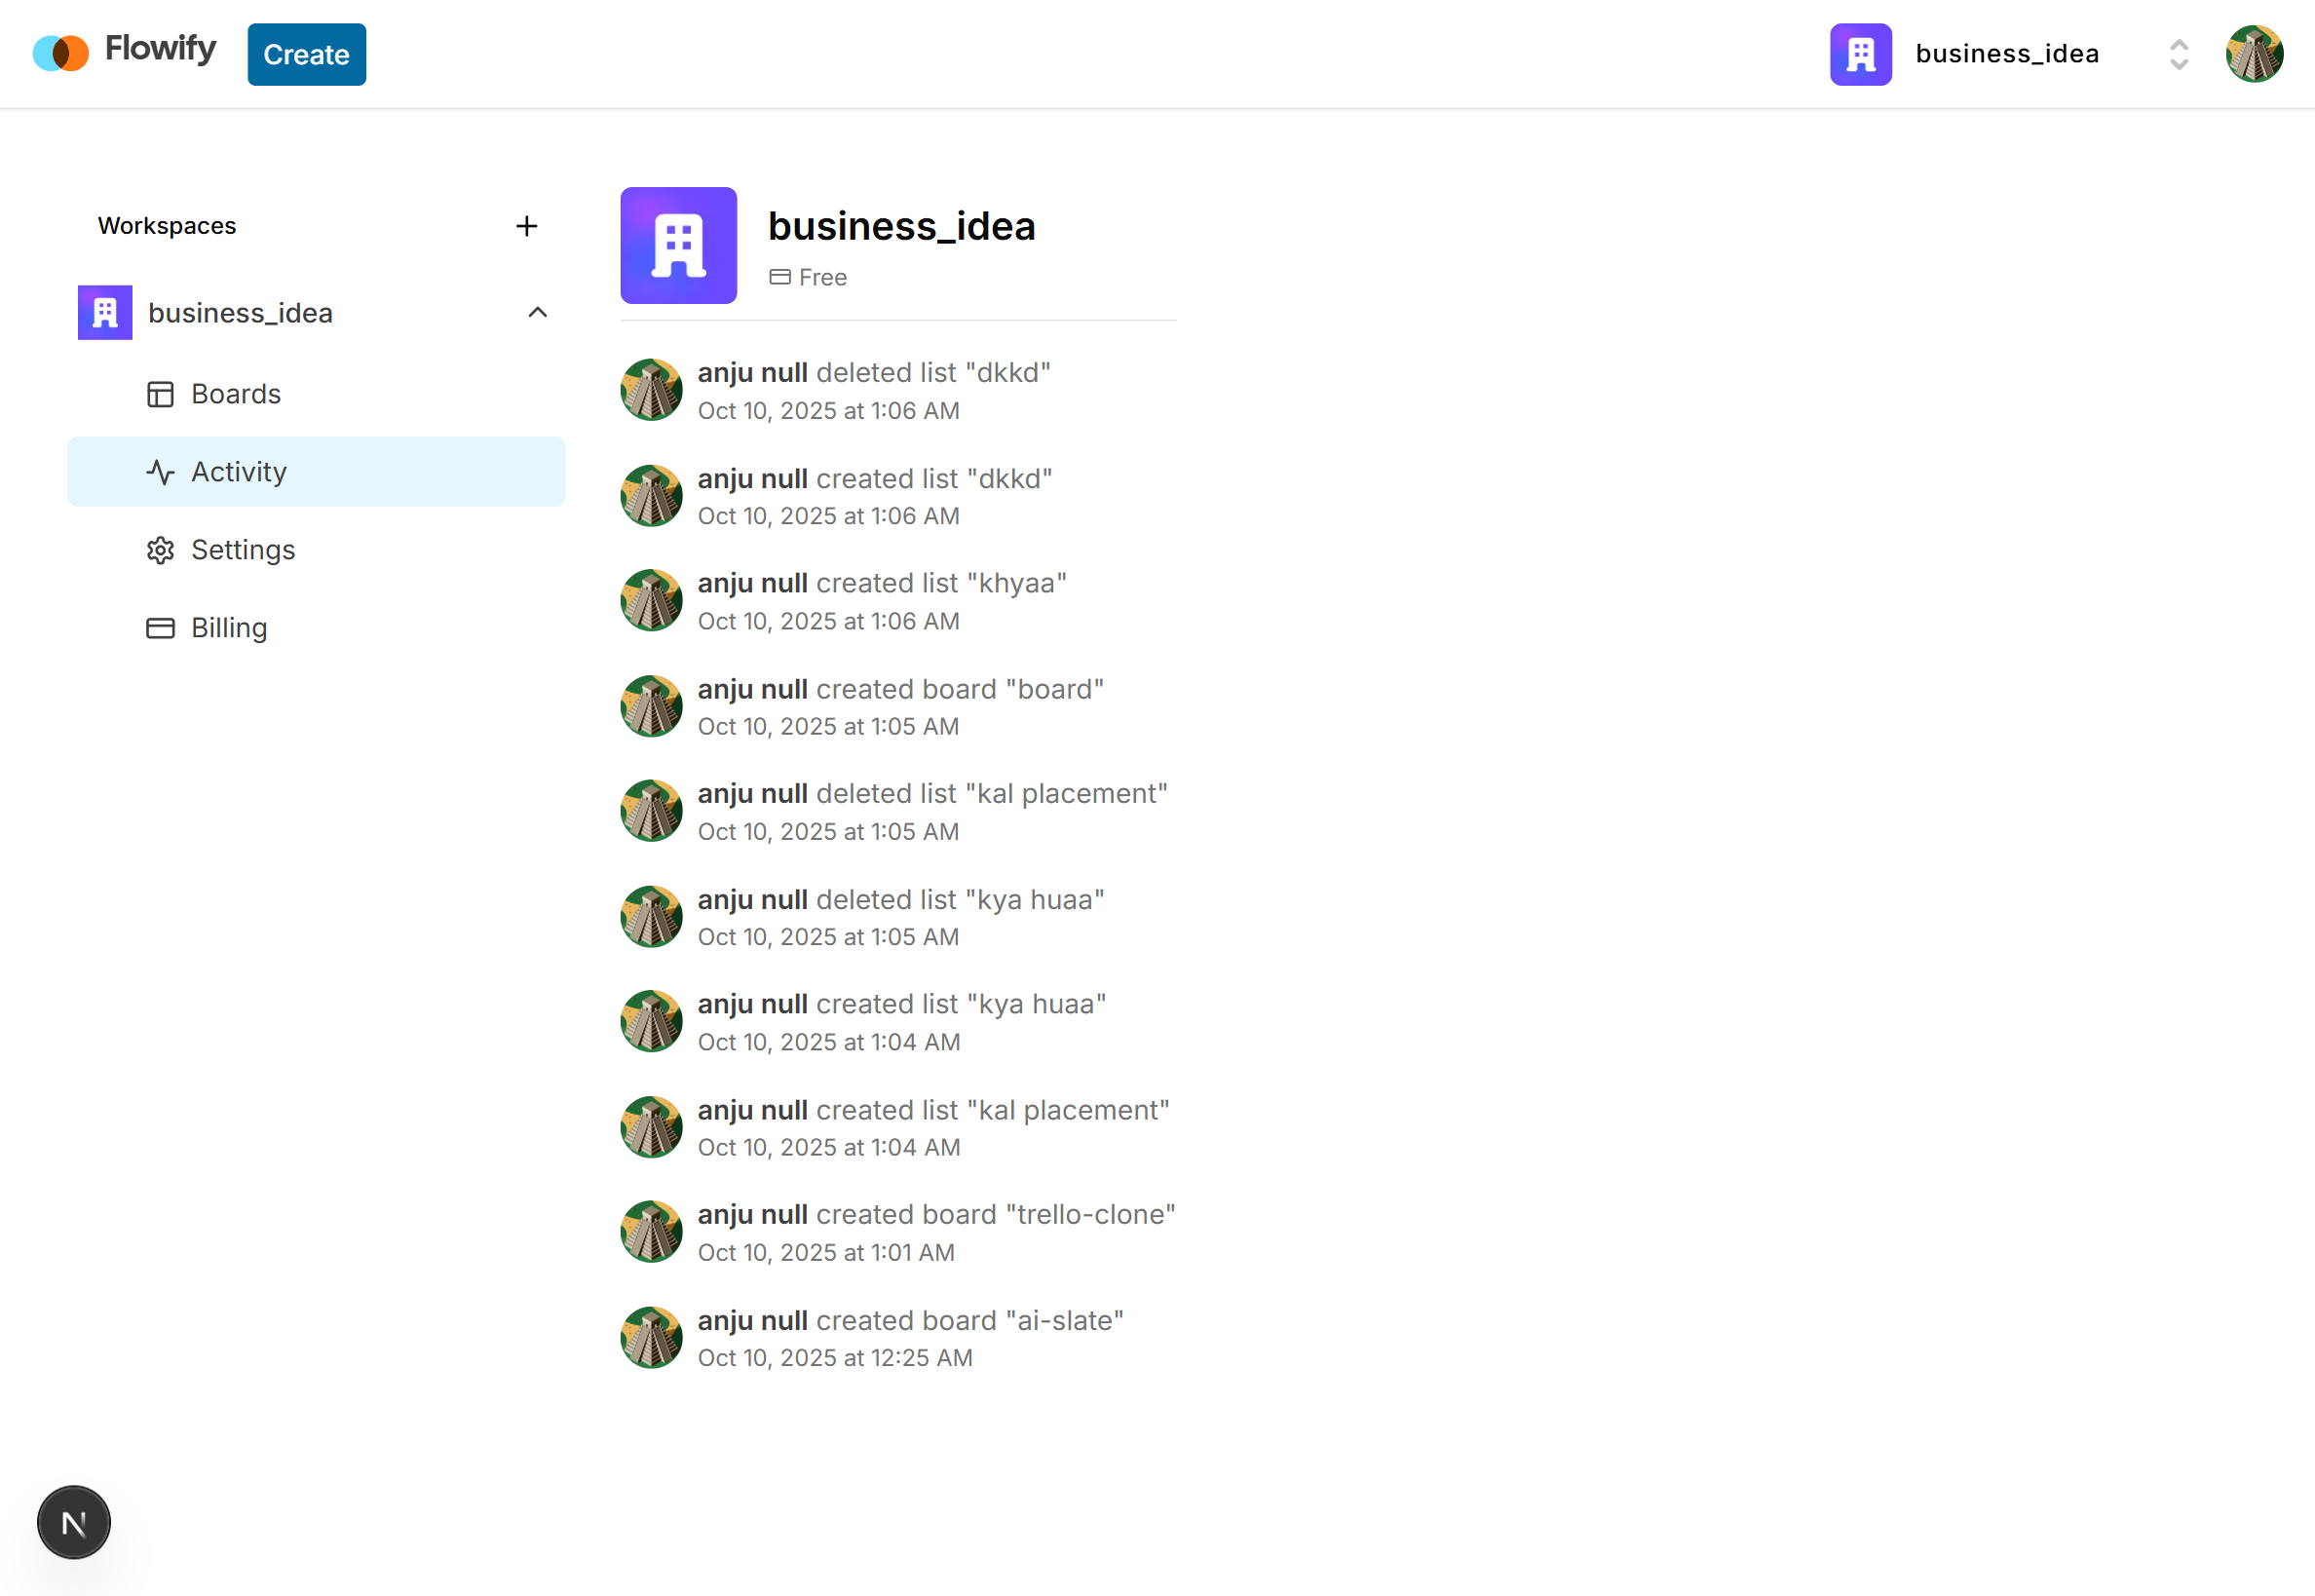 Flowify
Create
business_idea
Workspaces
business_idea
Boards
Activity
Settings
Billing
business_idea
Free
anju null deleted list "dkkd"
Oct 10, 2025 at 1:06 AM
anju null created list "dkkd"
Oct 10, 2025 at 1:06 AM
anju null created list "khyaa"
Oct 10, 2025 at 1:06 AM
anju null created board "board"
Oct 10, 2025 at 1:05 AM
anju null deleted list "kal placement"
Oct 10, 2025 at 1:05 AM
anju null deleted list "kya huaa"
Oct 10, 2025 at 1:05 AM
anju null created list "kya huaa"
Oct 10, 2025 at 1:04 AM
anju null created list "kal placement"
Oct 10, 2025 at 1:04 AM
anju null created board "trello-clone"
Oct 10, 2025 at 1:01 AM
anju null created board "ai-slate"
Oct 10, 2025 at 12:25 AM
N